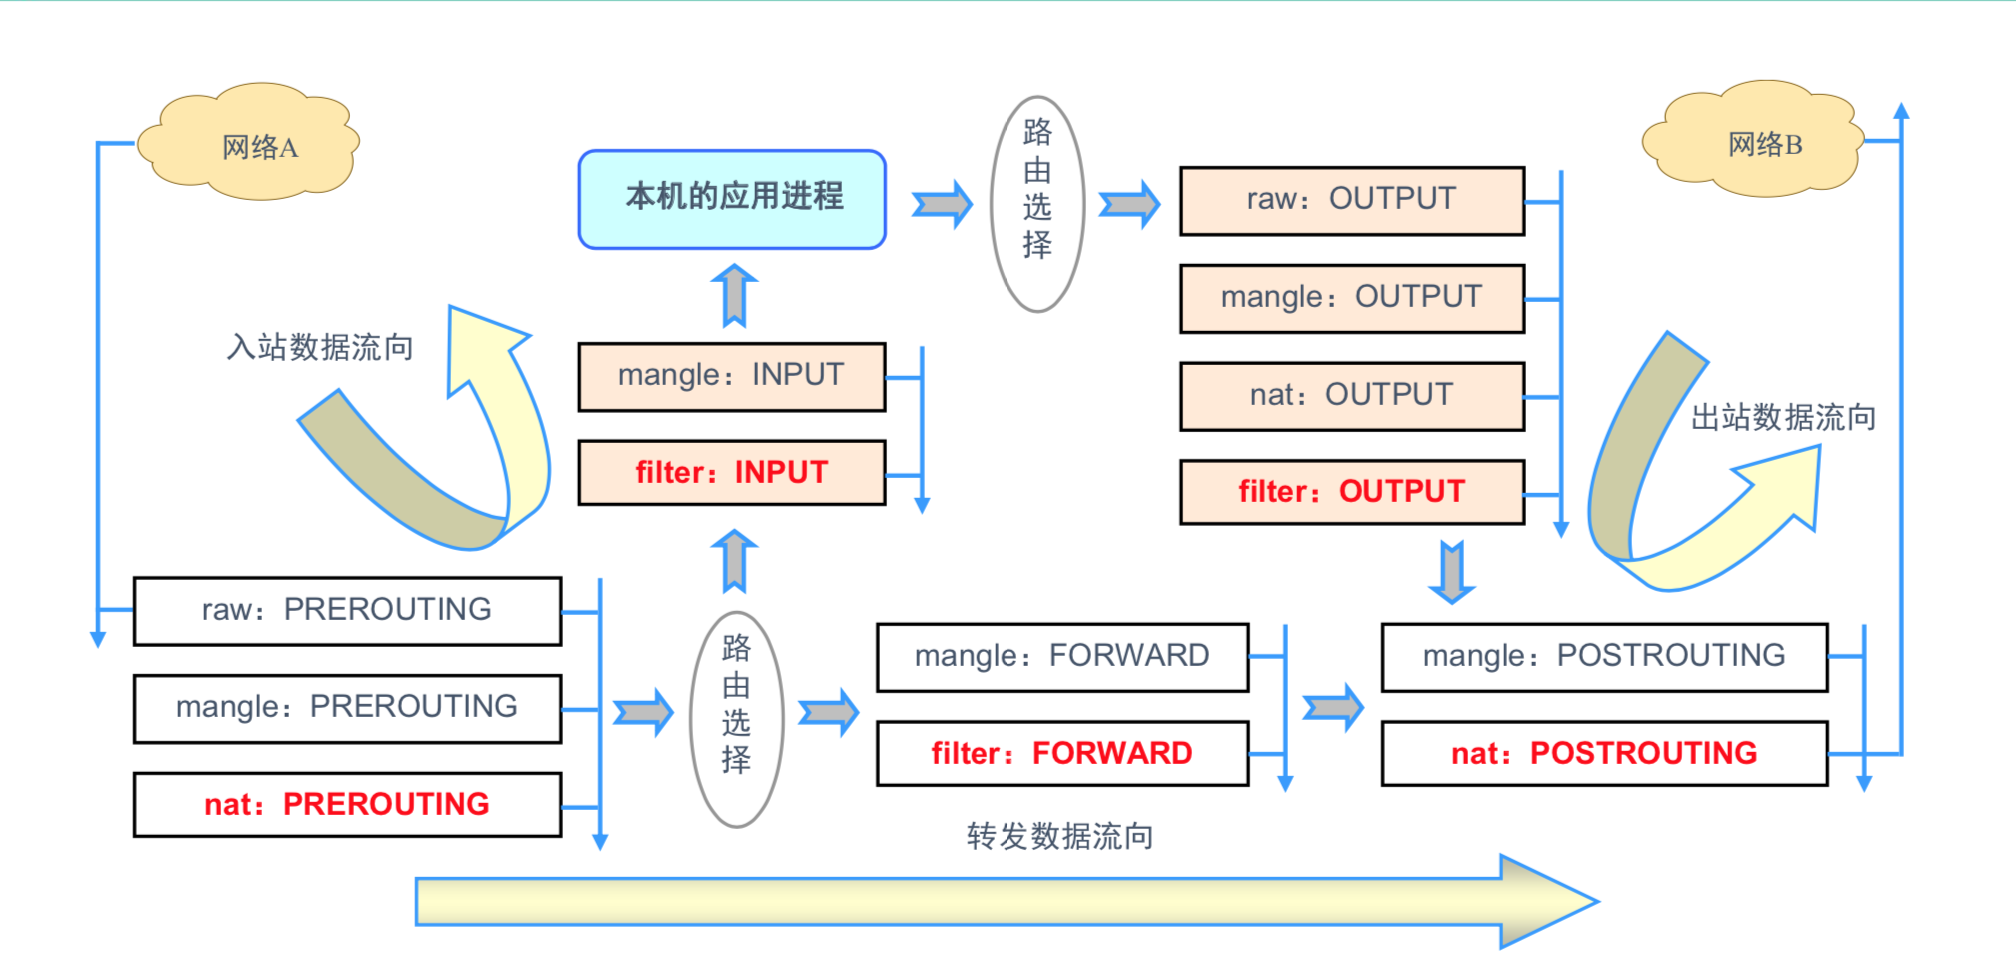 网络A
网络B
本机的应用进程
路由选择
raw：OUTPUT
mangle：OUTPUT
nat：OUTPUT
filter：OUTPUT
入站数据流向
mangle：INPUT
filter：INPUT
出站数据流向
raw：PREROUTING
mangle：PREROUTING
nat：PREROUTING
路由选择
mangle：FORWARD
filter：FORWARD
mangle：POSTROUTING
nat：POSTROUTING
转发数据流向